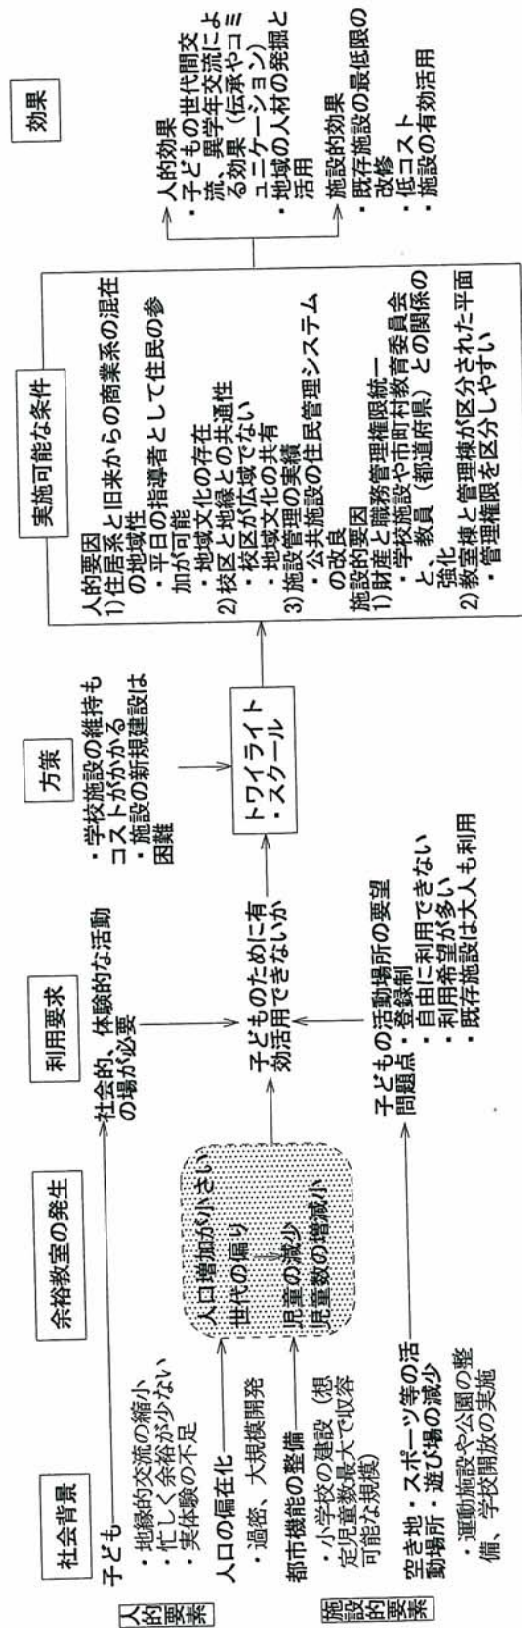 社会背景
余裕教室の発生
利用要求
方策
実施可能な条件
効果
人的要
素
子ども
・地縁的交流の縮小
・忙しく余裕が少ない
・実体験の不足
人口の偏在化
・過密、大規模開発
施設的要
素
都市機能の整備
・小学校の建設（想
定児童数最大で収容
可能な規模）
空き地・スポーツ等の活
動場所・遊び場の減少
・運動施設や公園の整
備、学校開放の実施
人口増加が小さい
世代の偏り
児童の減少
児童数の増減小
社会的、体験的な活動
の場が必要
子どものために有
効活用できないか
子どもの活動場所の要望
問題点・登録制
・自由に利用できない
・利用希望が多い
・既存施設は大人も利用
・学校施設の維持も
コストがかかる
・施設の新規建設は
困難
トワイライト
・スクール
人的要因
1)住居系と旧来からの商業系の混在
の地域性
・平日の指導者として住民の参
加が可能
・地域文化の存在
2)校区と地縁との共通性
・校区が広域でない
・地域文化の共有
3)施設管理の実績
・公共施設の住民管理システム
の改良
施設的要因
1)財産と職務管理権限統一
・学校施設や市町村教育委員会
と、教員（都道府県）との関係の
強化
2)教室棟と管理棟が区分された平面
・管理権限を区分しやすい
人的効果
・子どもの世代間交
流、異学年交流によ
る効果（伝承やコミ
ュニケーション）
・地域の人材の発掘と
活用
施設的効果
・既存施設の最低限の
改修
・低コスト
・施設の有効活用